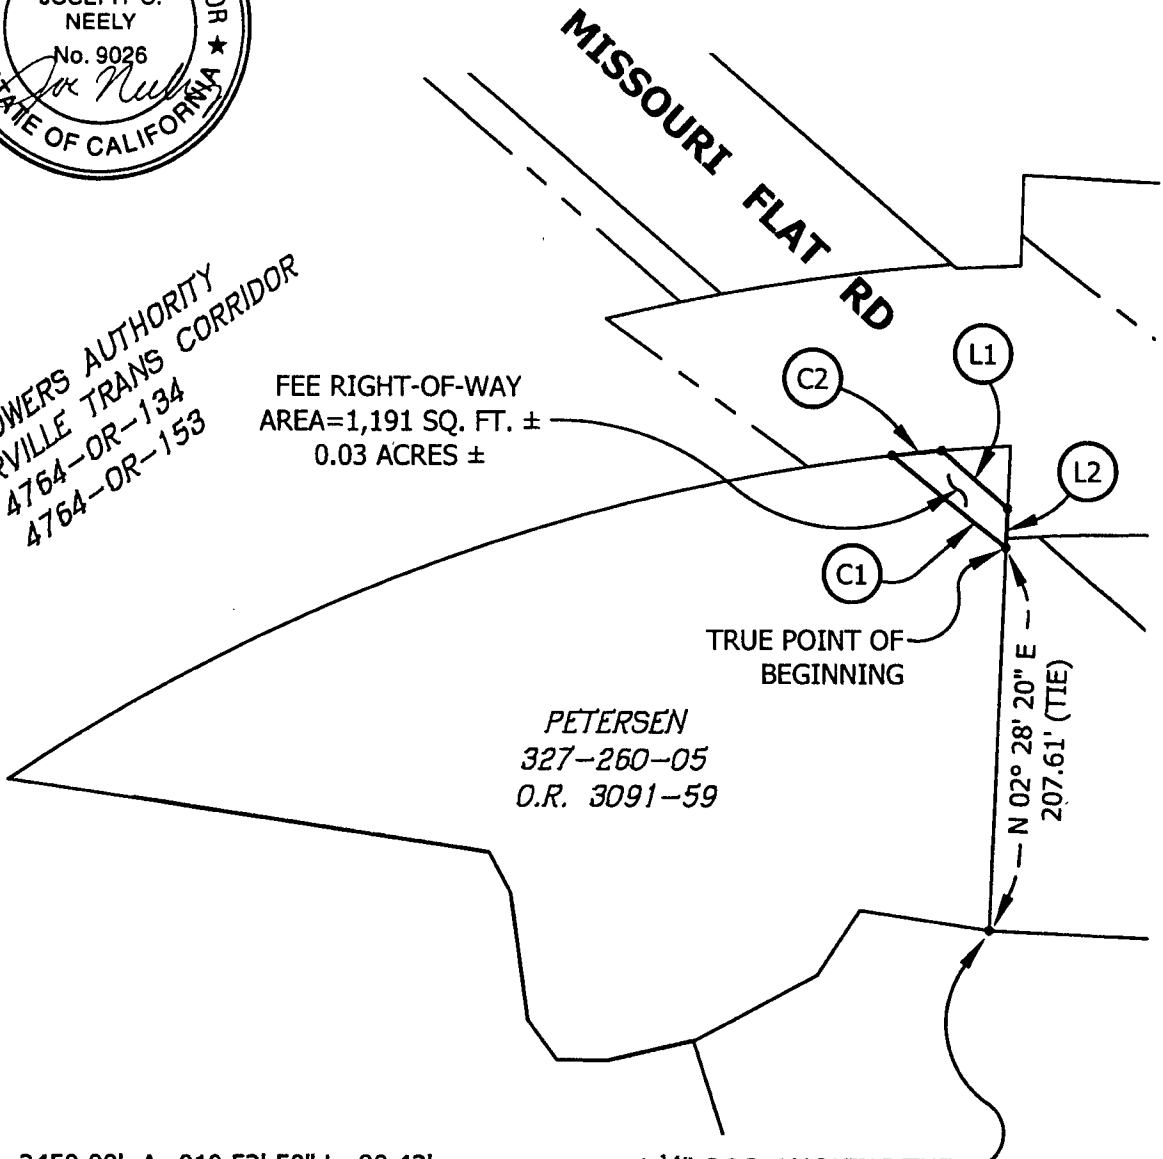 NEELY
No. 9026
STATE OF CALIFORNIA ★
MISSOURI FLAT RD
POWERS AUTHORITY
TRANS CORRIDOR
4764-OR-134
4764-OR-153
FEE RIGHT-OF-WAY
AREA=1,191 SQ. FT. ±
0.03 ACRES ±
C2
L1
L2
C1
TRUE POINT OF
BEGINNING
N 02° 28' 20" E
207.61' (TIE)
PETERSEN
327-260-05
O.R. 3091-59